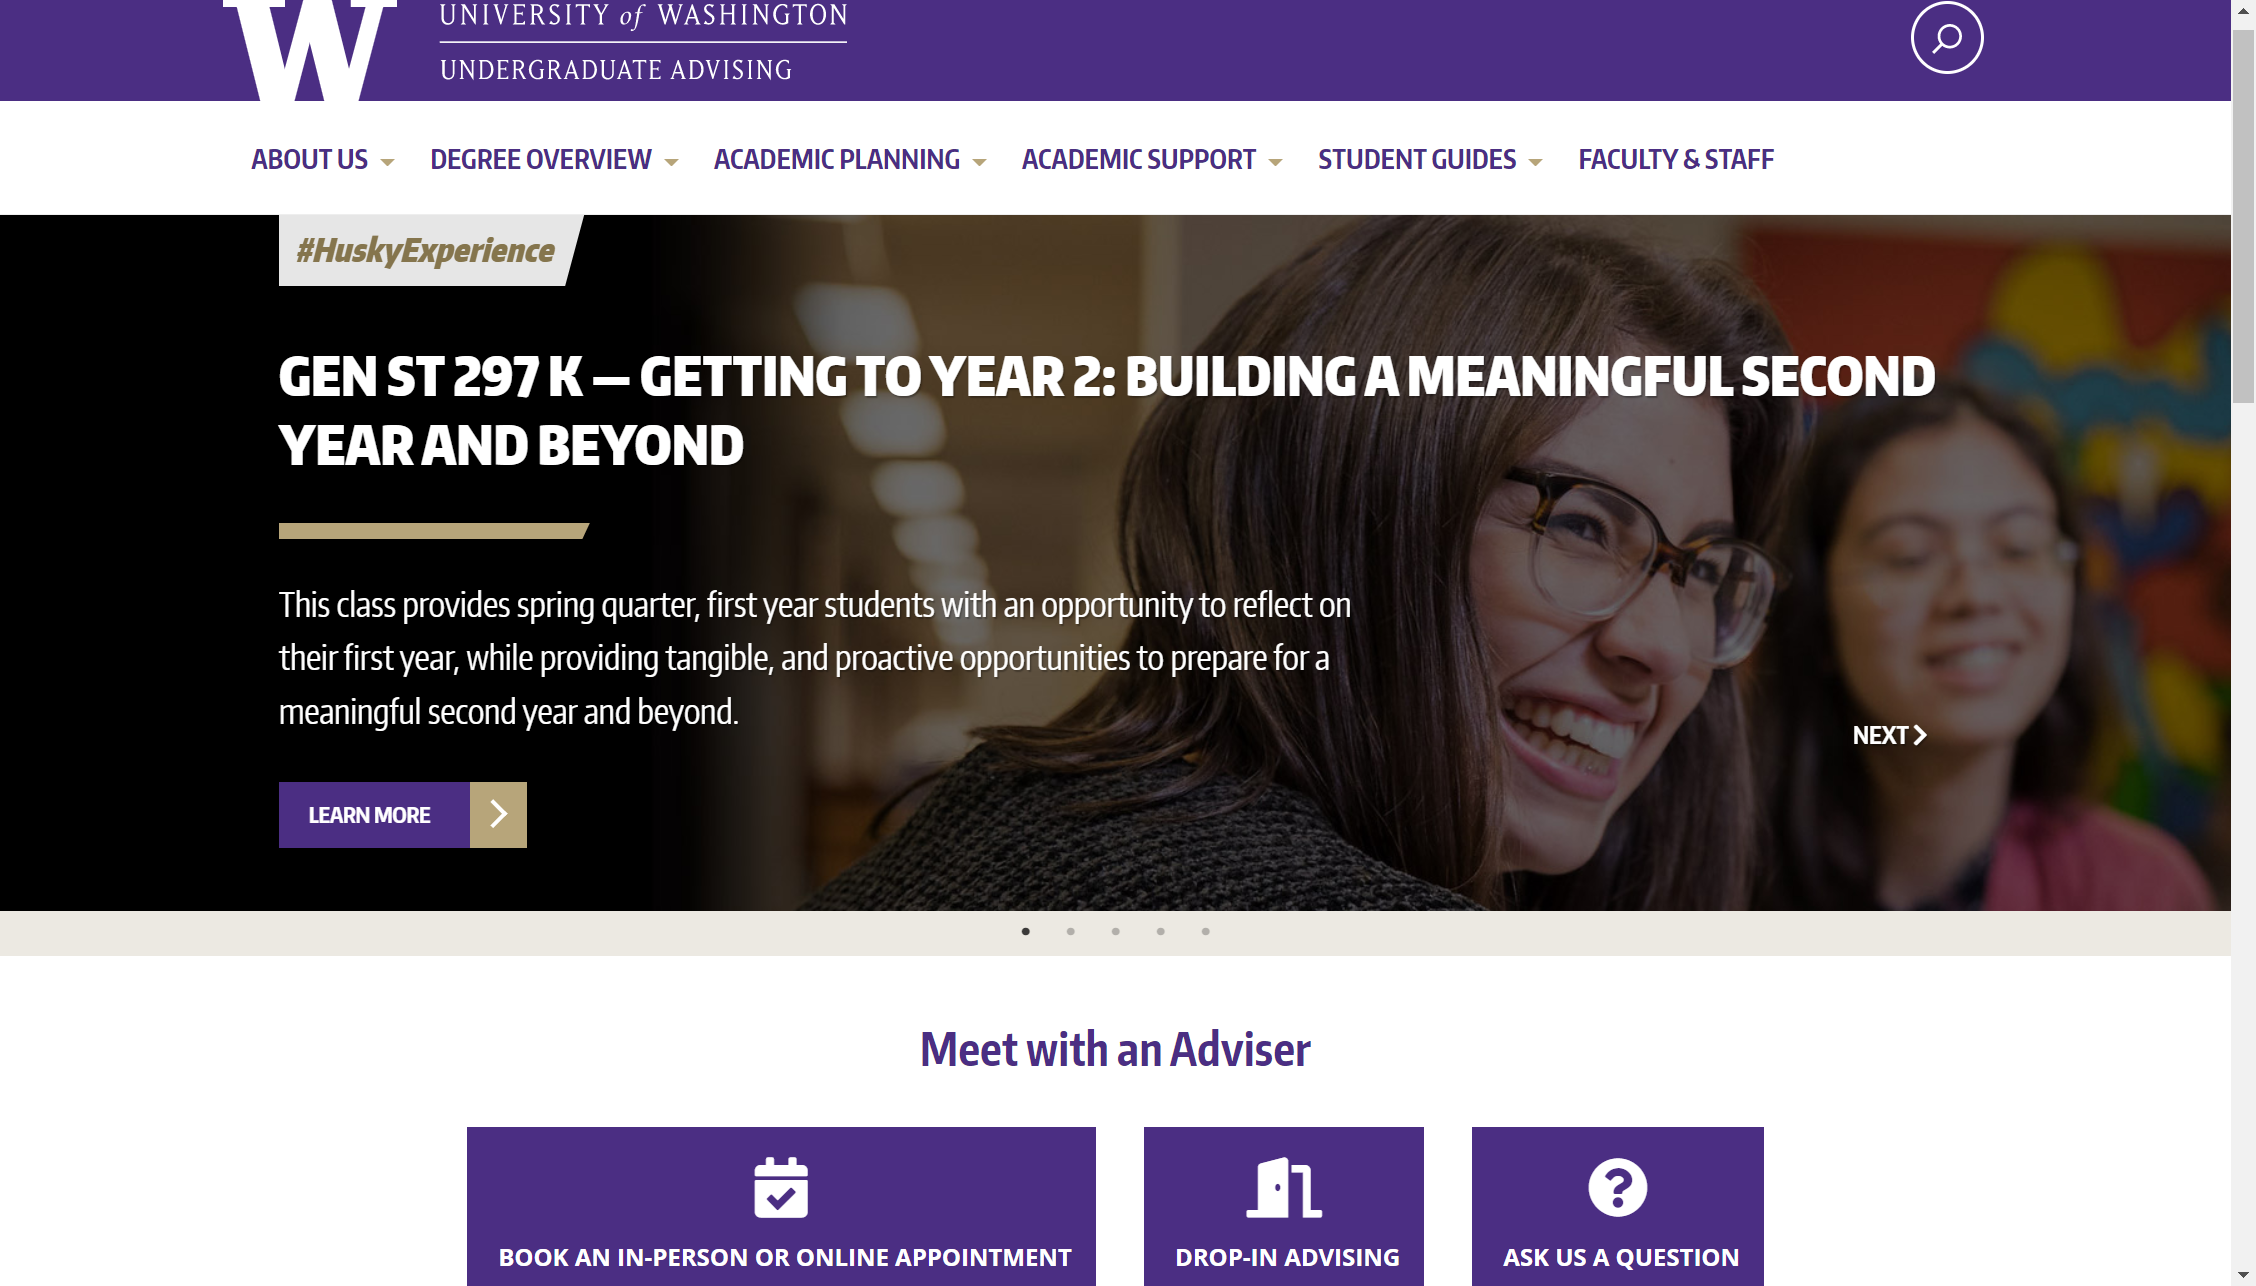 W
UNIVERSITY of WASHINGTON
UNDERGRADUATE ADVISING
ABOUT US
DEGREE OVERVIEW
ACADEMIC PLANNING
ACADEMIC SUPPORT
STUDENT GUIDES
FACULTY & STAFF
#HuskyExperience
GEN ST 297 K — GETTING TO YEAR 2: BUILDING A MEANINGFUL SECOND
YEAR AND BEYOND
This class provides spring quarter, first year students with an opportunity to reflect on
their first year, while providing tangible, and proactive opportunities to prepare for a
meaningful second year and beyond.
NEXT
LEARN MORE
Meet with an Adviser
BOOK AN IN-PERSON OR ONLINE APPOINTMENT
DROP-IN ADVISING
ASK US A QUESTION